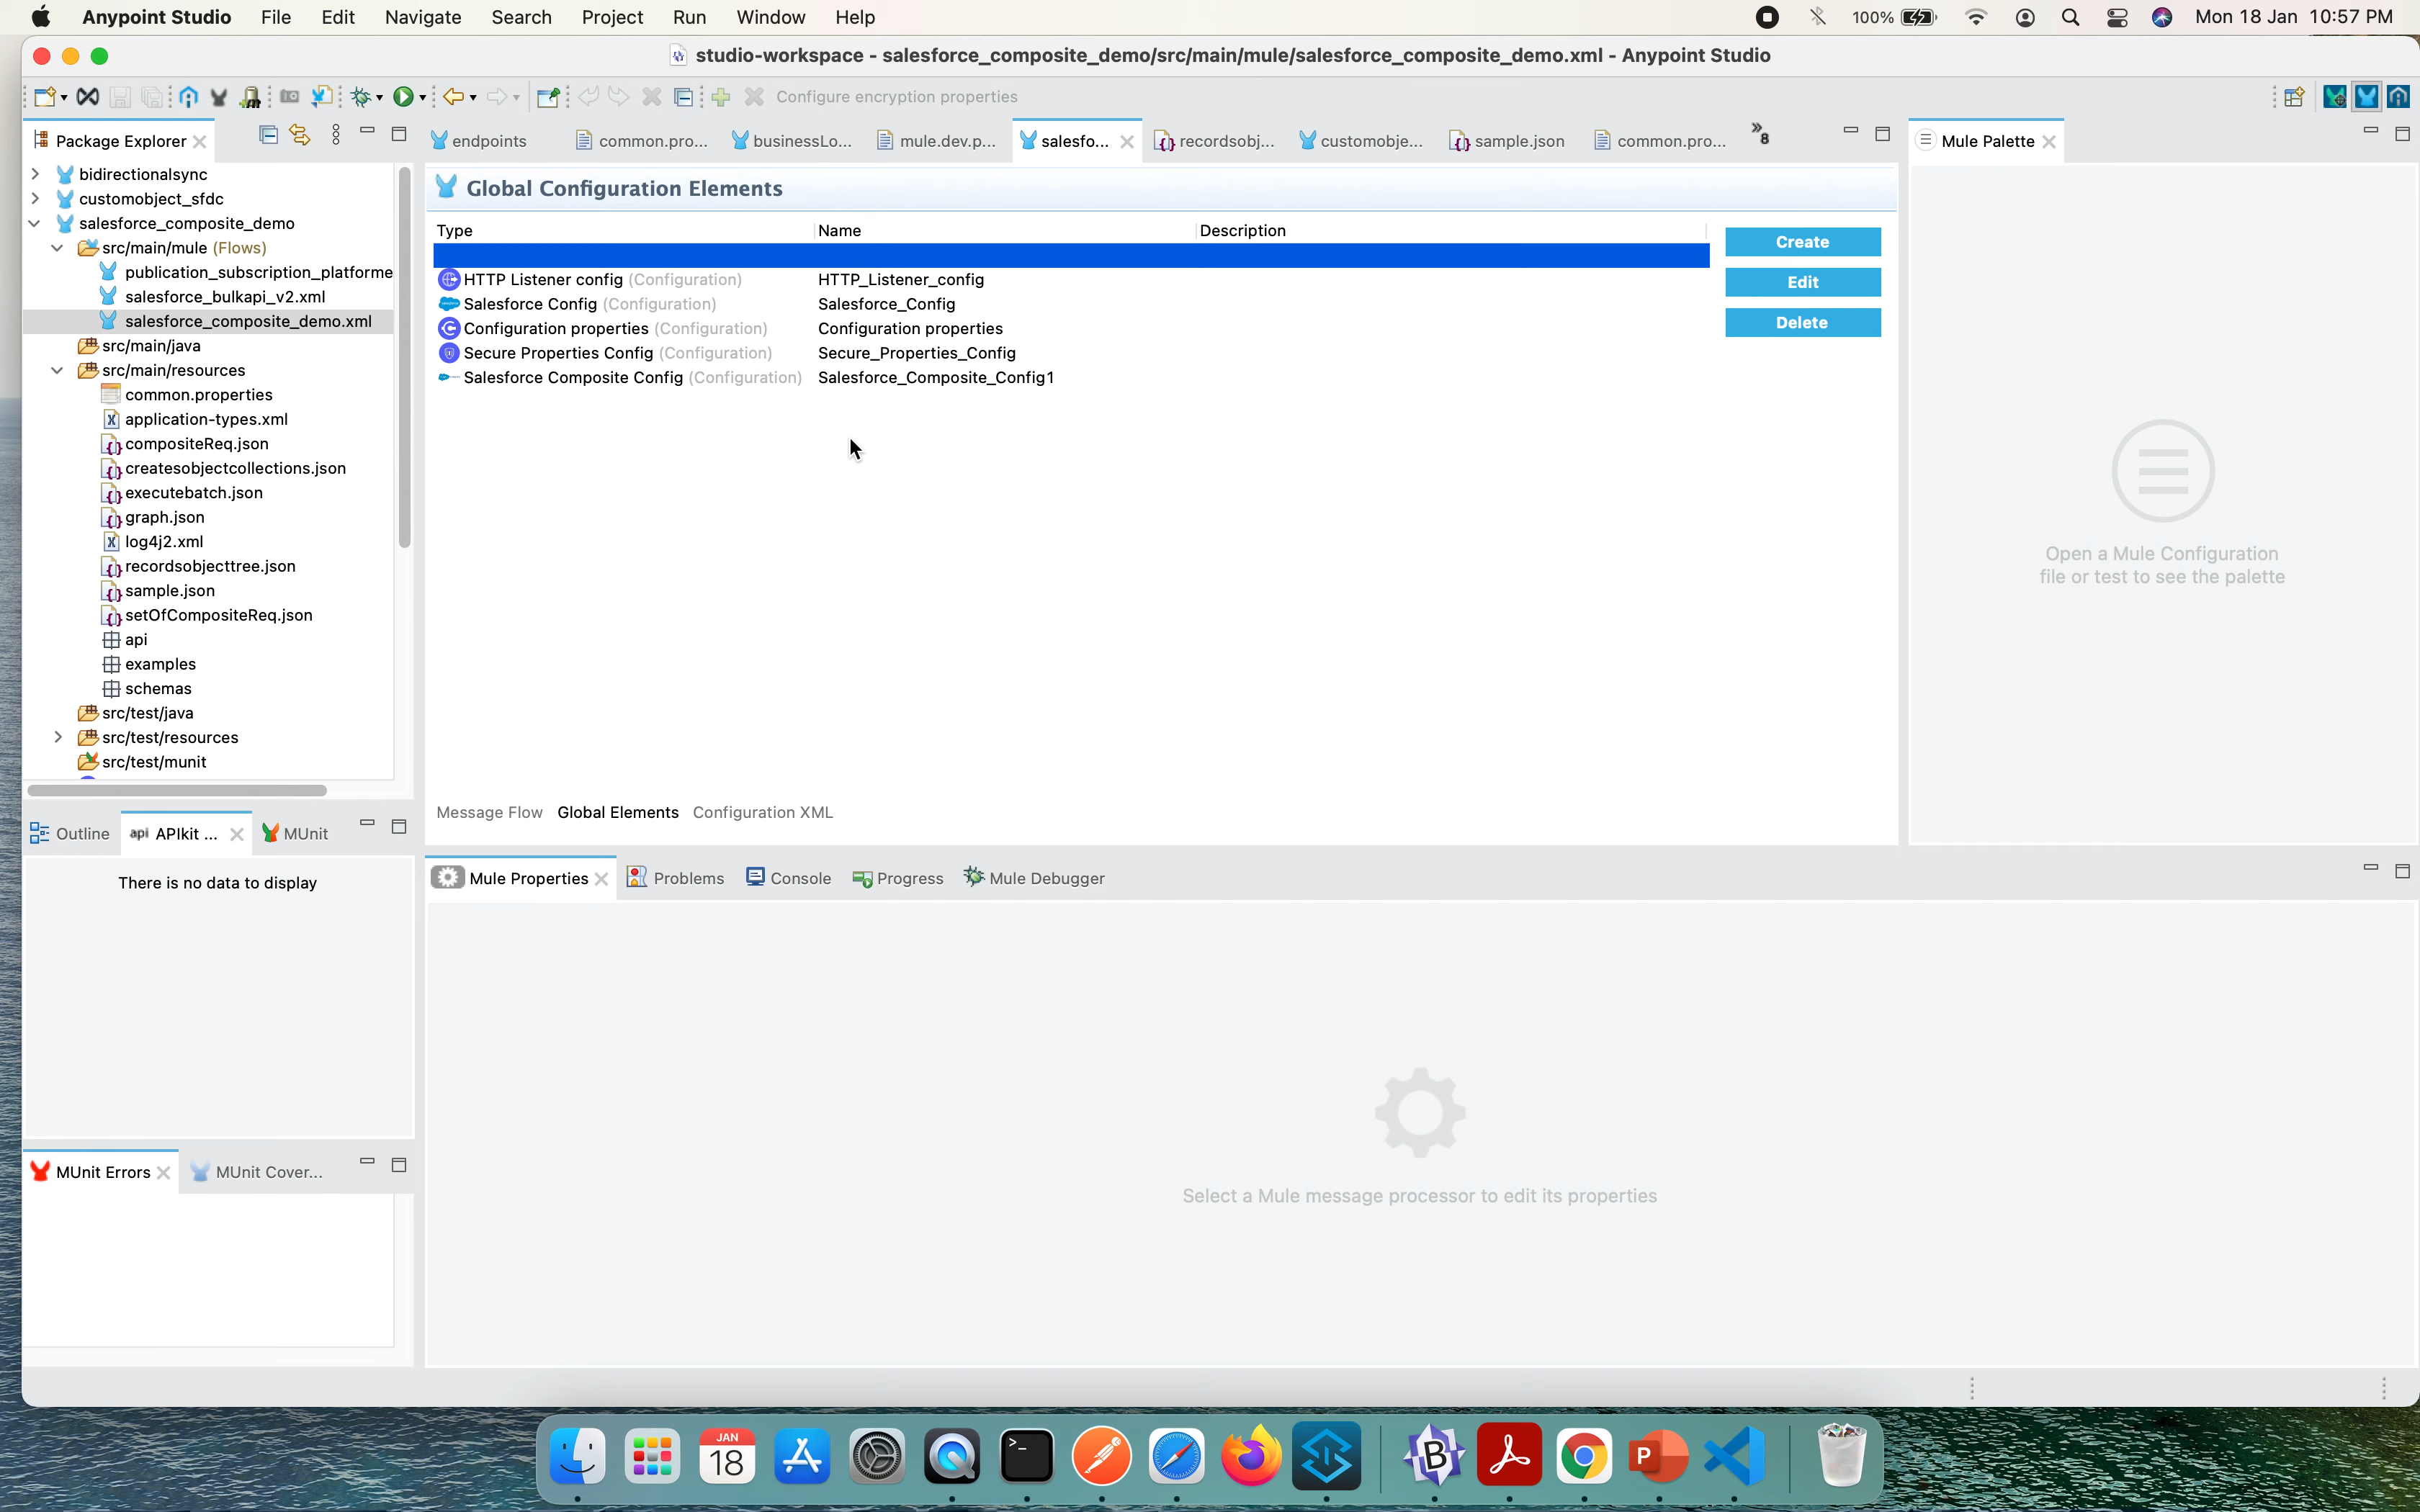 Anypoint Studio File Edit Navigate Search Project Run Window Help 100% Mon 18 Jan 10:57 PM
studio-workspace - salesforce_composite_demo/src/main/mule/salesforce_composite_demo.xml - Anypoint Studio
Configure encryption properties
Package Explorer
endpoints common.pro... businessLo... mule.dev.p... salesfo... recordsobj... customobje... sample.json common.pro... »8
Mule Palette
bidirectionalsync
customobject_sfdc
salesforce_composite_demo
src/main/mule (Flows)
publication_subscription_platforme
salesforce_bulkapi_v2.xml
salesforce_composite_demo.xml
src/main/java
src/main/resources
common.properties
application-types.xml
compositeReq.json
createsobjectcollections.json
executebatch.json
graph.json
log4j2.xml
recordsobjecttree.json
sample.json
setOfCompositeReq.json
api
examples
schemas
src/test/java
src/test/resources
src/test/munit
Global Configuration Elements
Type Name Description
HTTP Listener config (Configuration) HTTP_Listener_config
Salesforce Config (Configuration) Salesforce_Config
Configuration properties (Configuration) Configuration properties
Secure Properties Config (Configuration) Secure_Properties_Config
Salesforce Composite Config (Configuration) Salesforce_Composite_Config1
Create
Edit
Delete
Message Flow Global Elements Configuration XML
Open a Mule Configuration
file or test to see the palette
Outline api APIkit ... MUnit
There is no data to display
MUnit Errors MUnit Cover...
Mule Properties Problems Console Progress Mule Debugger
Select a Mule message processor to edit its properties
JAN
18
>_
B
P